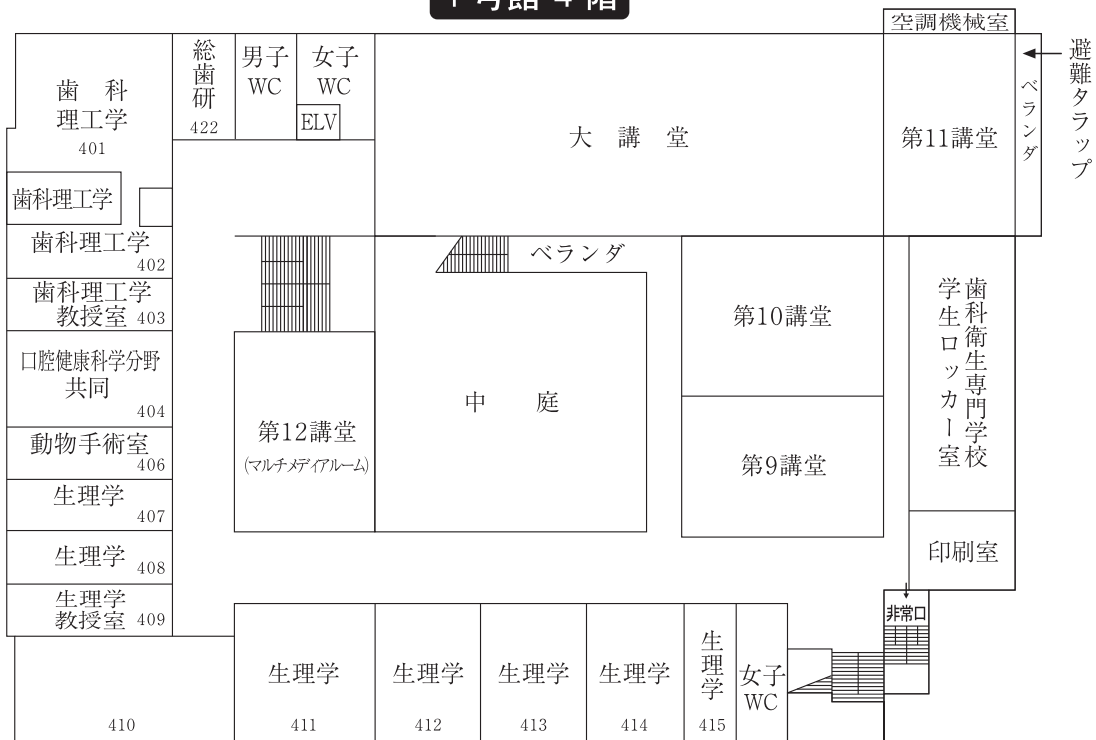 号館 4 階
空調機械室
総歯研
422
男子
WC
女子
WC
ELV
歯 科
理工学
401
大 講 堂
第11講堂
ベランダ
避難タラップ
歯科理工学
歯科理工学
402
歯科理工学
教授室 403
口腔健康科学分野
共同
404
動物手術室
406
生理学
407
生理学 408
生理学
教授室 409
410
ベランダ
中 庭
第12講堂
(マルチメディアルーム)
第10講堂
第9講堂
歯科衛生専門学校
学生ロッカー室
印刷室
非常口
生理学
411
生理学
412
生理学
413
生理学
414
生理学
415
女子
WC